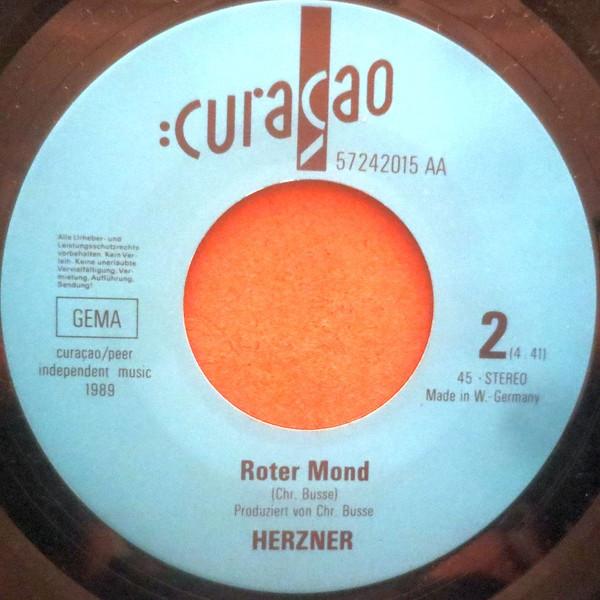 :curaçao
57242015 AA
Alle Urheber- und
Leistungsschutzrechte
vorbehalten. Kein Ver-
leih. Keine unerlaubte
Vervielfältigung, Ver-
mietung, Aufführung,
Sendung!
GEMA
curaçao/peer
independent music
1989
2 (4:41)
45 · STEREO
Made in W.-Germany
Roter Mond
(Chr. Busse)
Produziert von Chr. Busse
HERZNER